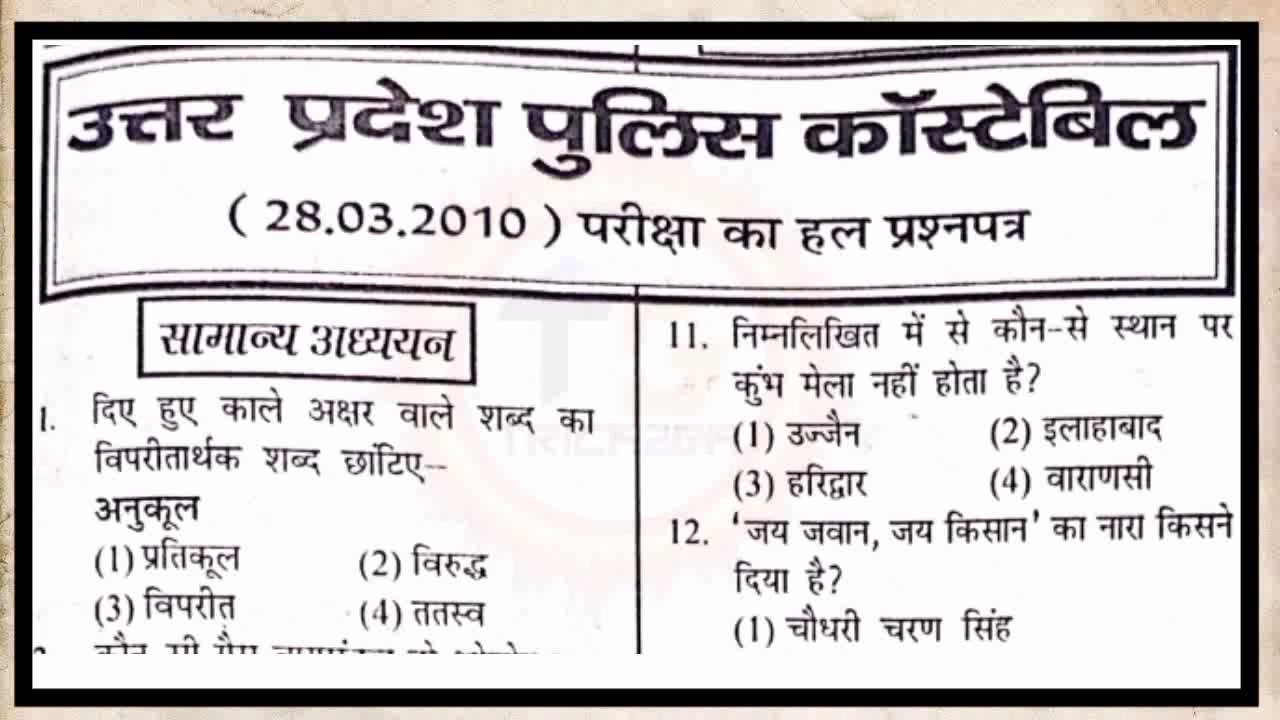 उत्तर प्रदेश पुलिस कॉस्टेबिल
( 28.03.2010 ) परीक्षा का हल प्रश्नपत्र
सामान्य अध्ययन
1. दिए हुए काले अक्षर वाले शब्द का
विपरीतार्थक शब्द छांटिए–
अनुकूल
(1) प्रतिकूल (2) विरुद्ध
(3) विपरीत (4) ततस्व
11. निम्नलिखित में से कौन-से स्थान पर
कुंभ मेला नहीं होता है?
(1) उज्जैन (2) इलाहाबाद
(3) हरिद्वार (4) वाराणसी
12. ‘जय जवान, जय किसान’ का नारा किसने
दिया है?
(1) चौधरी चरण सिंह